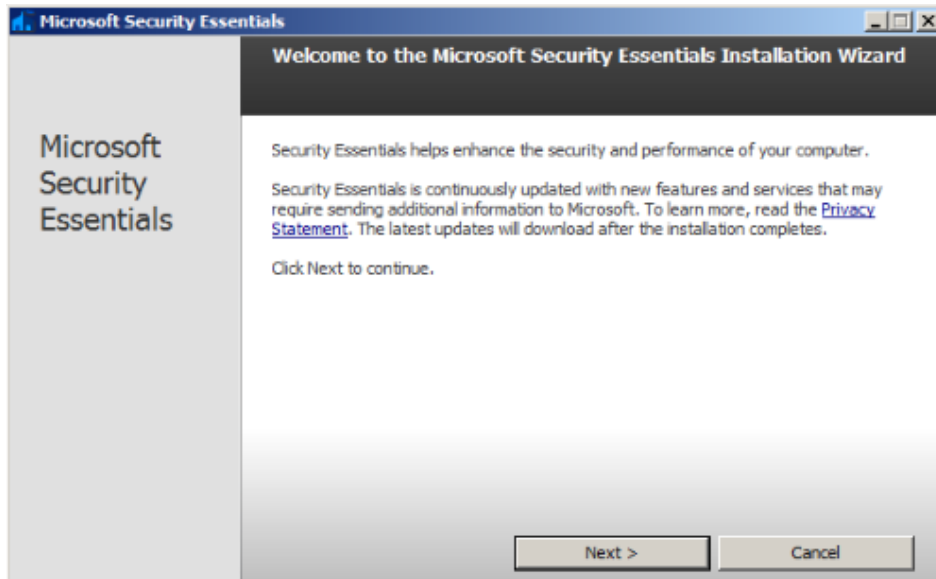 Microsoft Security Essentials
Welcome to the Microsoft Security Essentials Installation Wizard
Microsoft
Security
Essentials
Security Essentials helps enhance the security and performance of your computer.
Security Essentials is continuously updated with new features and services that may
require sending additional information to Microsoft. To learn more, read the Privacy
Statement. The latest updates will download after the installation completes.
Click Next to continue.
Next >
Cancel